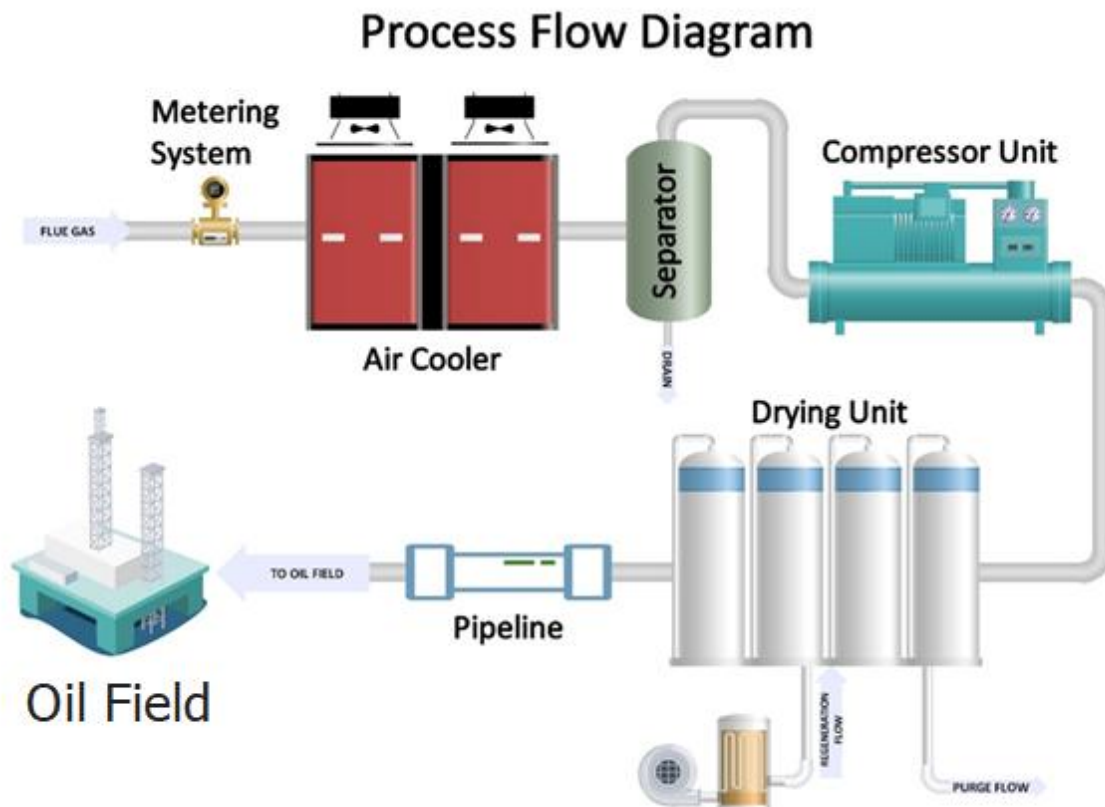 Process Flow Diagram
Metering
System
FLUE GAS
Air Cooler
Separator
DRAIN
Compressor Unit
Drying Unit
TO OIL FIELD
Pipeline
Oil Field
REGENERATION
FLOW
PURGE FLOW